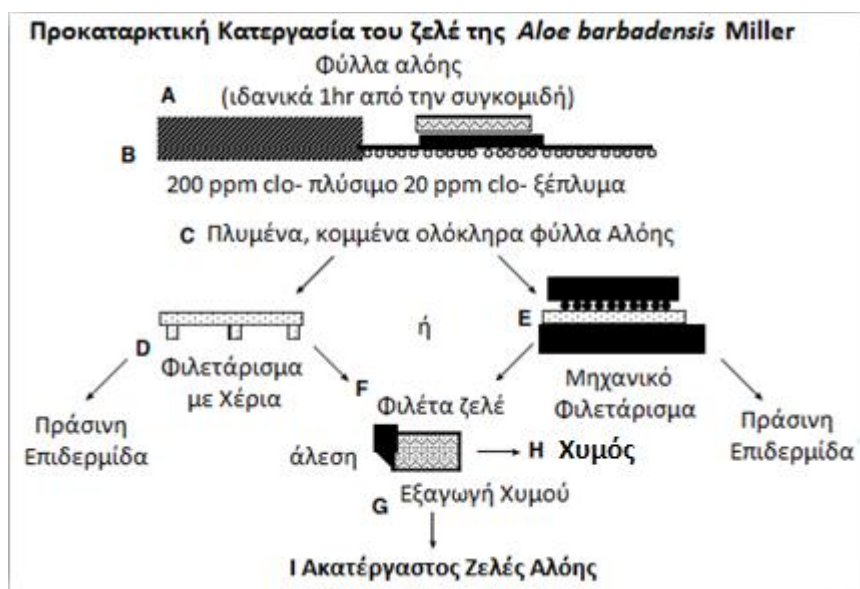 Προκαταρκτική Κατεργασία του ζελέ της Aloe barbadensis Miller
Φύλλα αλόης
A (ιδανικά 1hr από την συγκομιδή)
B
200 ppm clo- πλύσιμο 20 ppm clo- ξέπλυμα
C Πλυμένα, κομμένα ολόκληρα φύλλα Αλόης
ή
D
E
Φιλετάρισμα
με Χέρια
F
Φιλέτα ζελέ
Μηχανικό
Φιλετάρισμα
Πράσινη
Επιδερμίδα
Πράσινη
Επιδερμίδα
άλεση
H Χυμός
G Εξαγωγή Χυμού
I Ακατέργαστος Ζελές Αλόης